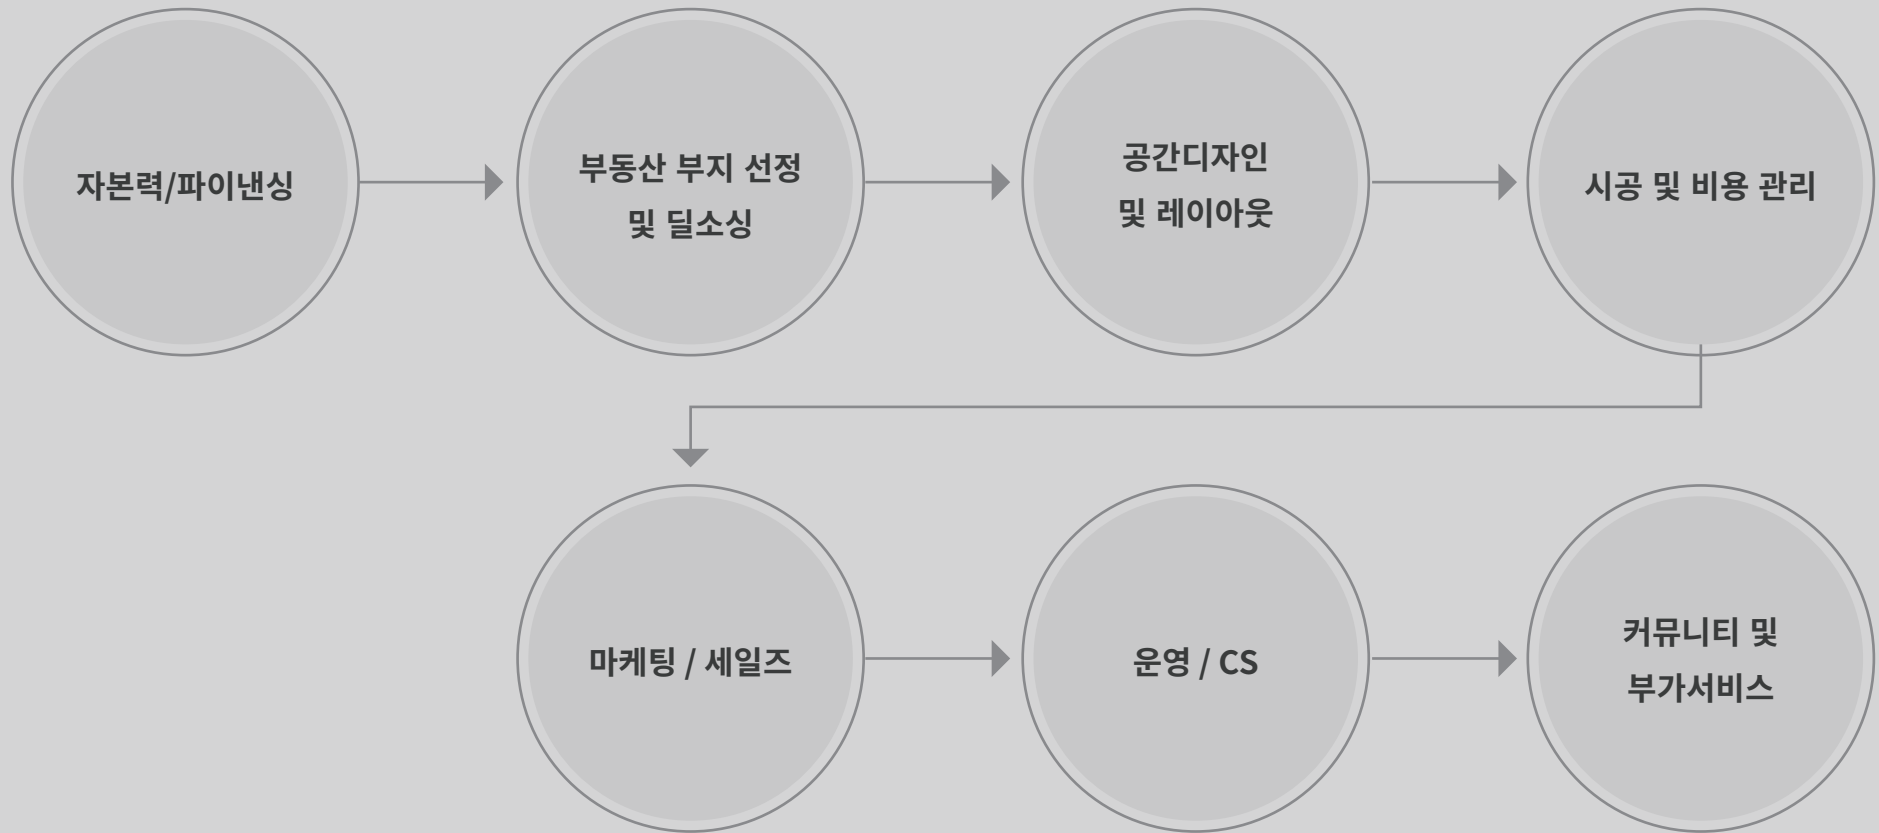 자본력/파이낸싱
부동산 부지 선정
및 딜소싱
공간디자인
및 레이아웃
시공 및 비용 관리
마케팅 / 세일즈
운영 / CS
커뮤니티 및
부가서비스